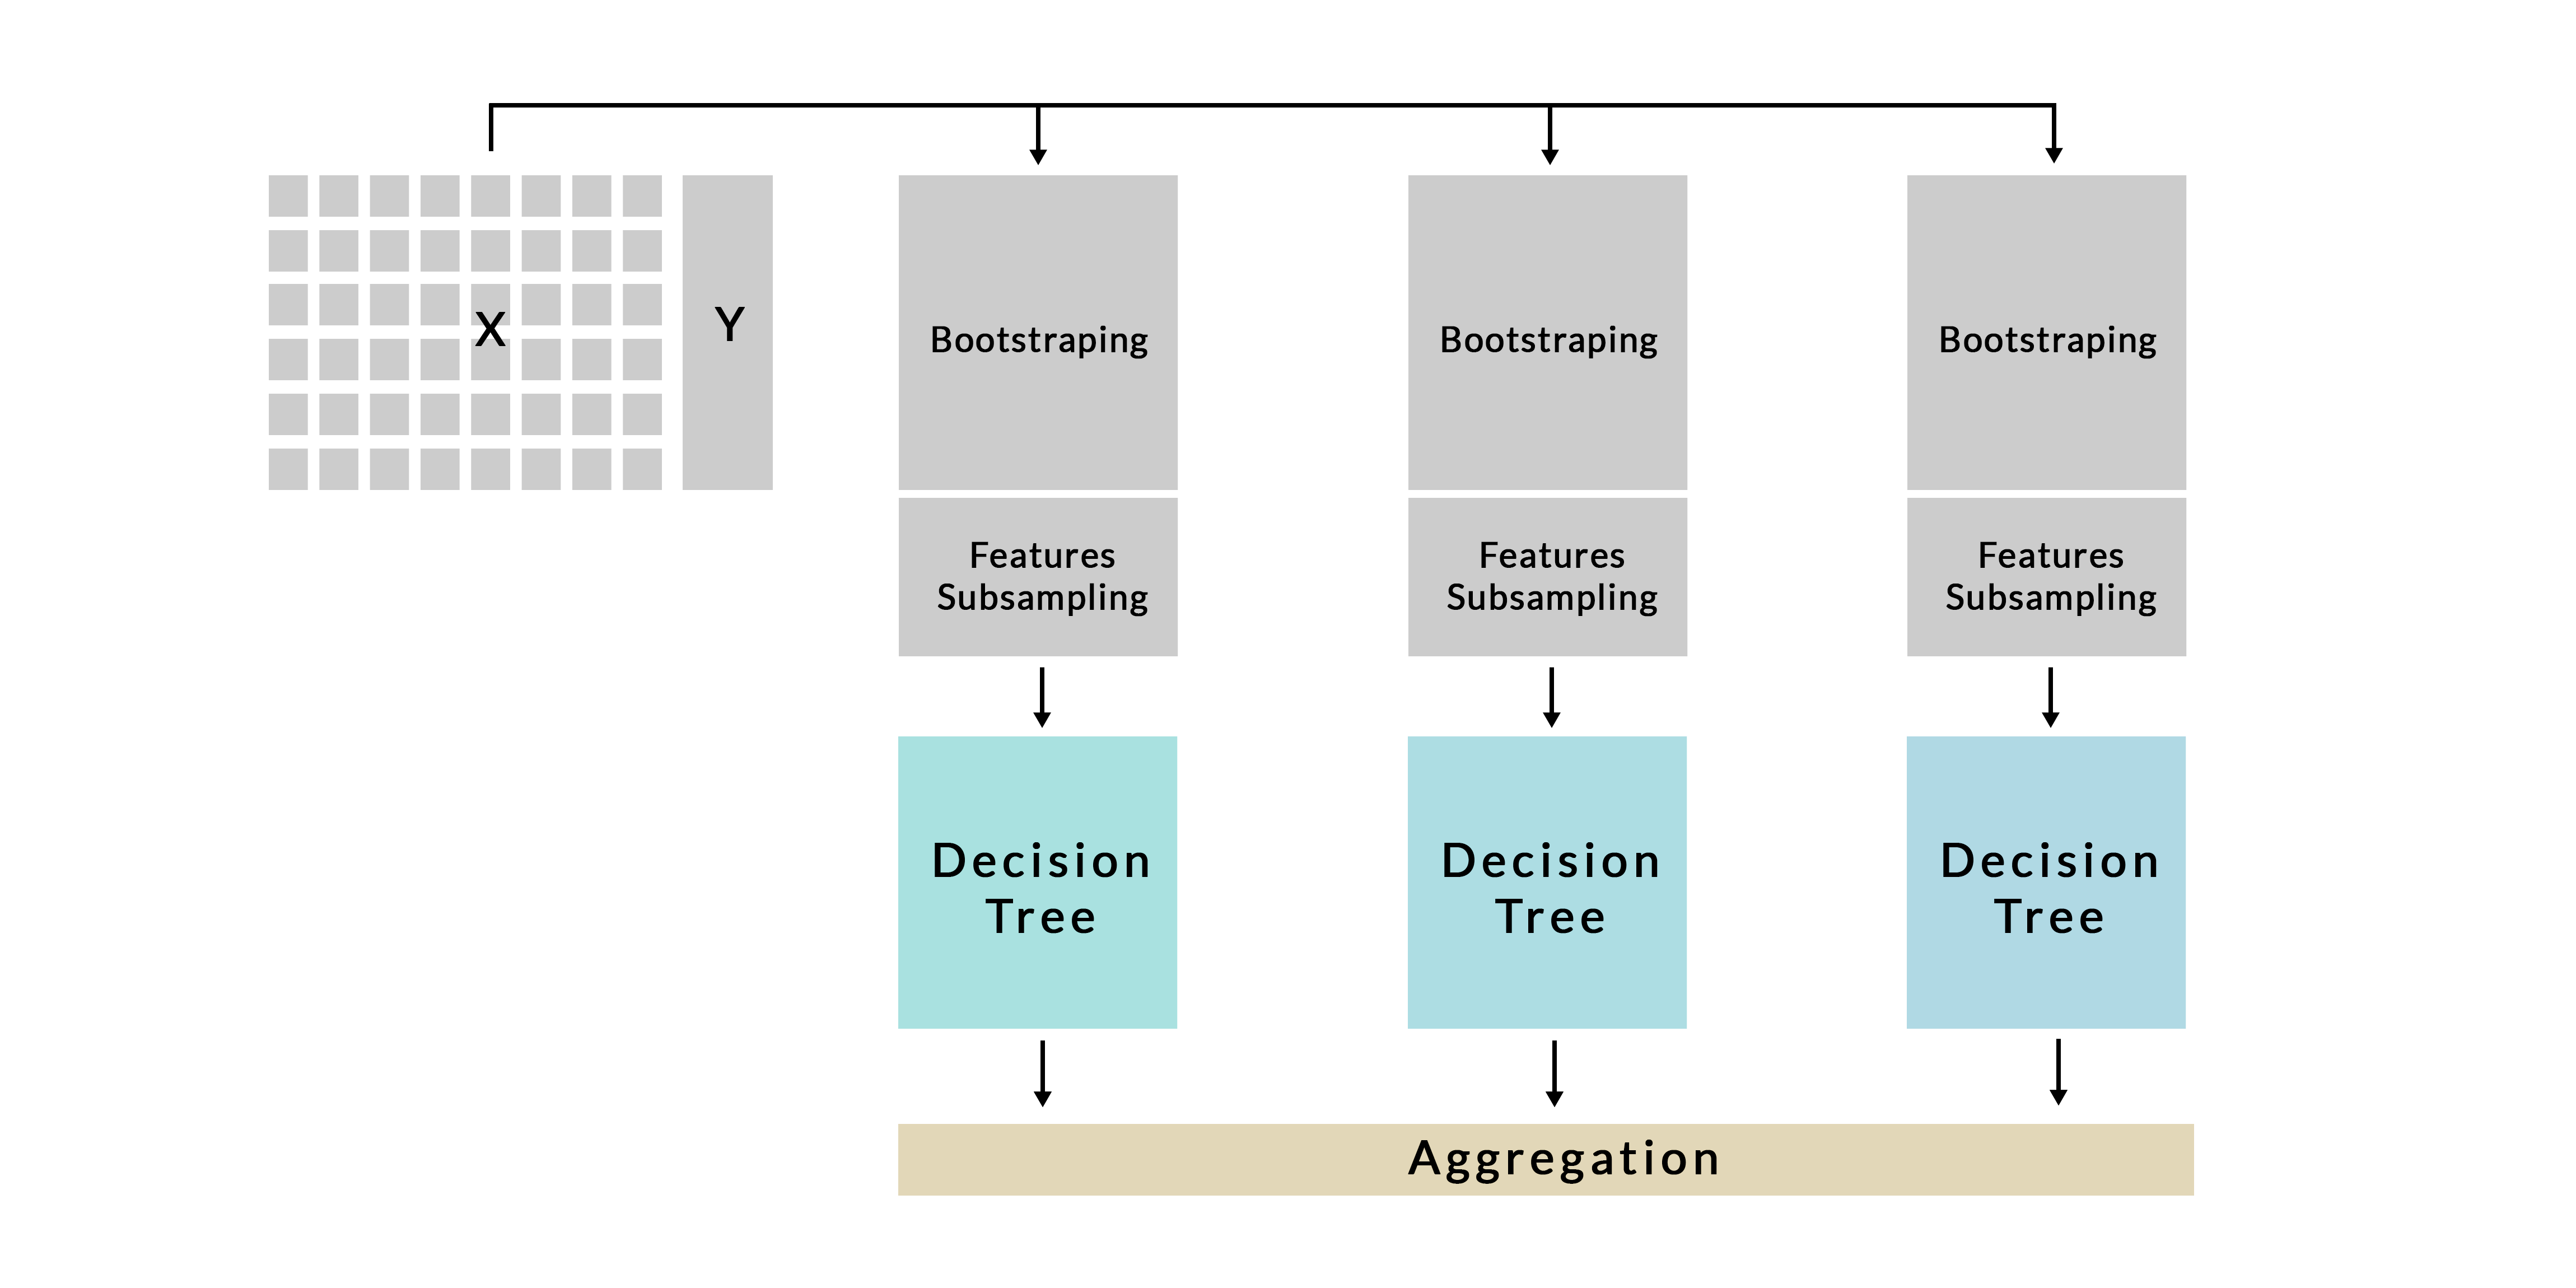 X
Y
Bootstraping
Bootstraping
Bootstraping
Features
Subsampling
Features
Subsampling
Features
Subsampling
Decision
Tree
Decision
Tree
Decision
Tree
Aggregation